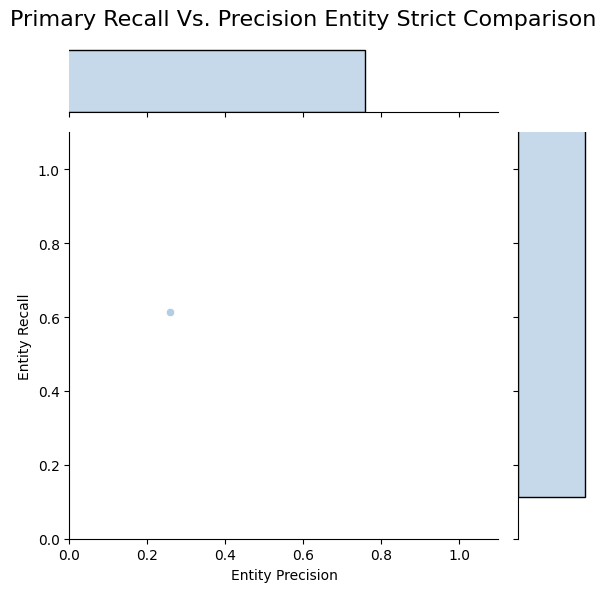 Primary Recall Vs. Precision Entity Strict Comparison
1.0
0.8
0.6
0.4
0.2
0.0
Entity Recall
0.0 0.2 0.4 0.6 0.8 1.0
Entity Precision